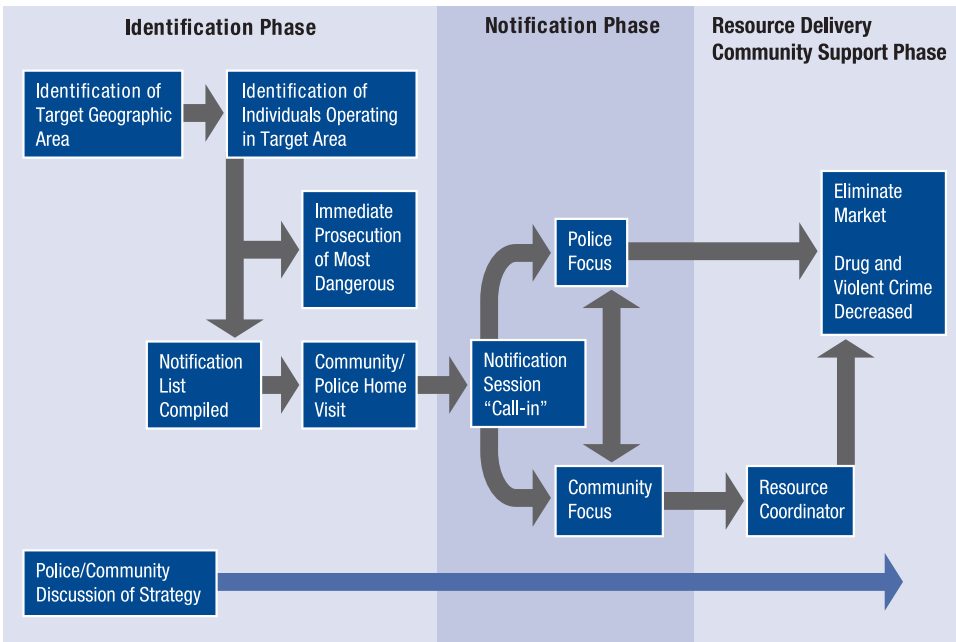 Identification Phase
Notification Phase
Resource Delivery
Community Support Phase
Identification of
Target Geographic
Area
Identification of
Individuals Operating
in Target Area
Immediate
Prosecution
of Most
Dangerous
Notification
List
Compiled
Community/
Police Home
Visit
Notification
Session
“Call-in”
Police
Focus
Community
Focus
Resource
Coordinator
Eliminate
Market
Drug and
Violent Crime
Decreased
Police/Community
Discussion of Strategy